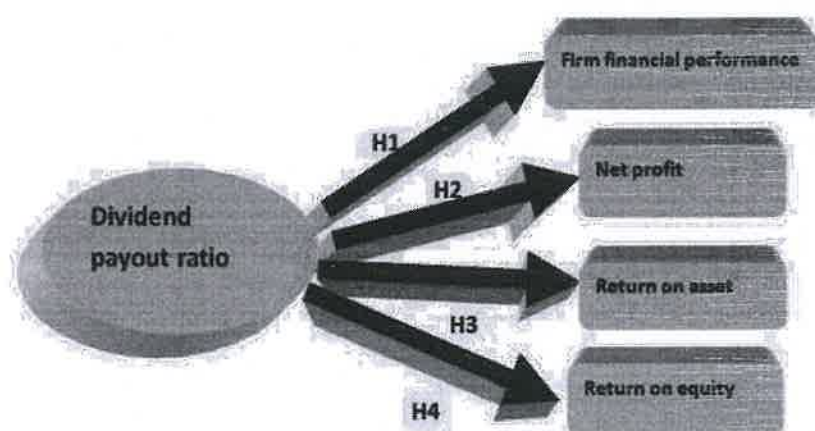 Firm financial performance
H1
Net profit
H2
Dividend
payout ratio
Return on asset
H3
Return on equity
H4